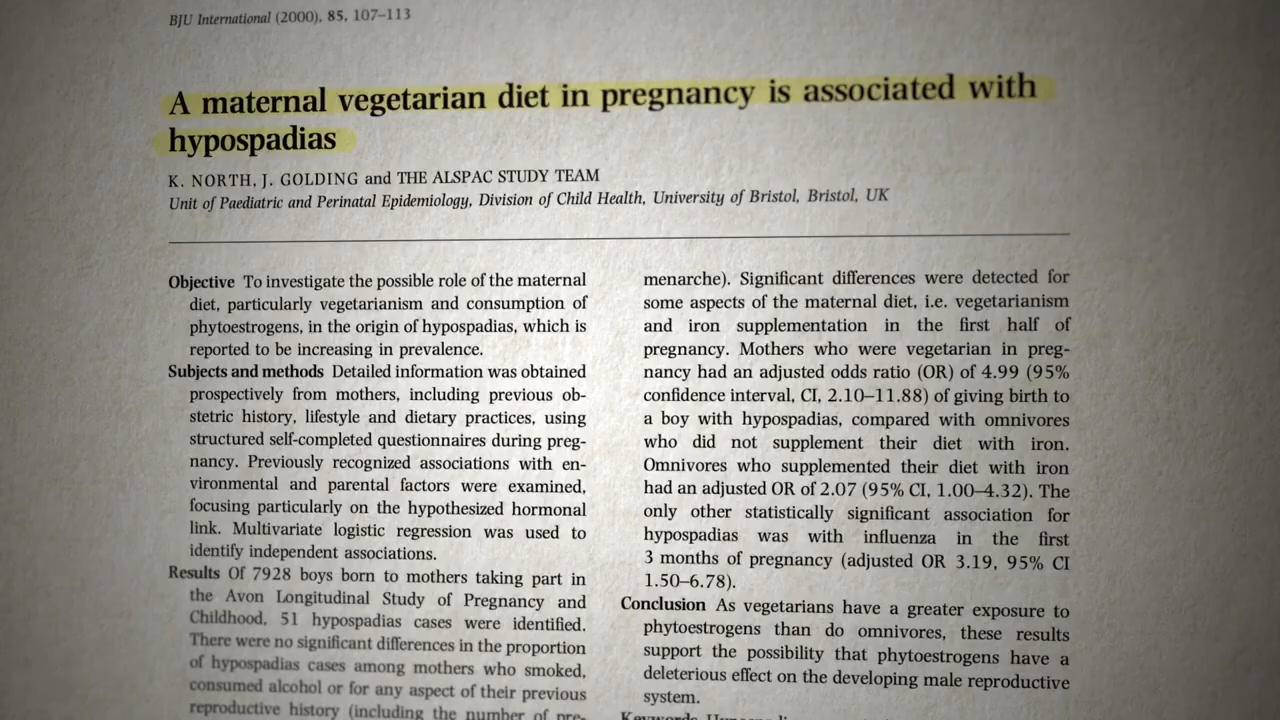 BJU International (2000), 85, 107–113
A maternal vegetarian diet in pregnancy is associated with
hypospadias
K. NORTH, J. GOLDING and THE ALSPAC STUDY TEAM
Unit of Paediatric and Perinatal Epidemiology, Division of Child Health, University of Bristol, Bristol, UK
Objective To investigate the possible role of the maternal
diet, particularly vegetarianism and consumption of
phytoestrogens, in the origin of hypospadias, which is
reported to be increasing in prevalence.
Subjects and methods Detailed information was obtained
prospectively from mothers, including previous ob-
stetric history, lifestyle and dietary practices, using
structured self-completed questionnaires during preg-
nancy. Previously recognized associations with en-
vironmental and parental factors were examined,
focusing particularly on the hypothesized hormonal
link. Multivariate logistic regression was used to
identify independent associations.
Results Of 7928 boys born to mothers taking part in
the Avon Longitudinal Study of Pregnancy and
Childhood, 51 hypospadias cases were identified.
There were no significant differences in the proportion
of hypospadias cases among mothers who smoked,
consumed alcohol or for any aspect of their previous
reproductive history (including the number of pre-
menarche). Significant differences were detected for
some aspects of the maternal diet, i.e. vegetarianism
and iron supplementation in the first half of
pregnancy. Mothers who were vegetarian in preg-
nancy had an adjusted odds ratio (OR) of 4.99 (95%
confidence interval, CI, 2.10–11.88) of giving birth to
a boy with hypospadias, compared with omnivores
who did not supplement their diet with iron.
Omnivores who supplemented their diet with iron
had an adjusted OR of 2.07 (95% CI, 1.00–4.32). The
only other statistically significant association for
hypospadias was with influenza in the first
3 months of pregnancy (adjusted OR 3.19, 95% CI
1.50–6.78).
Conclusion As vegetarians have a greater exposure to
phytoestrogens than do omnivores, these results
support the possibility that phytoestrogens have a
deleterious effect on the developing male reproductive
system.
Keywords